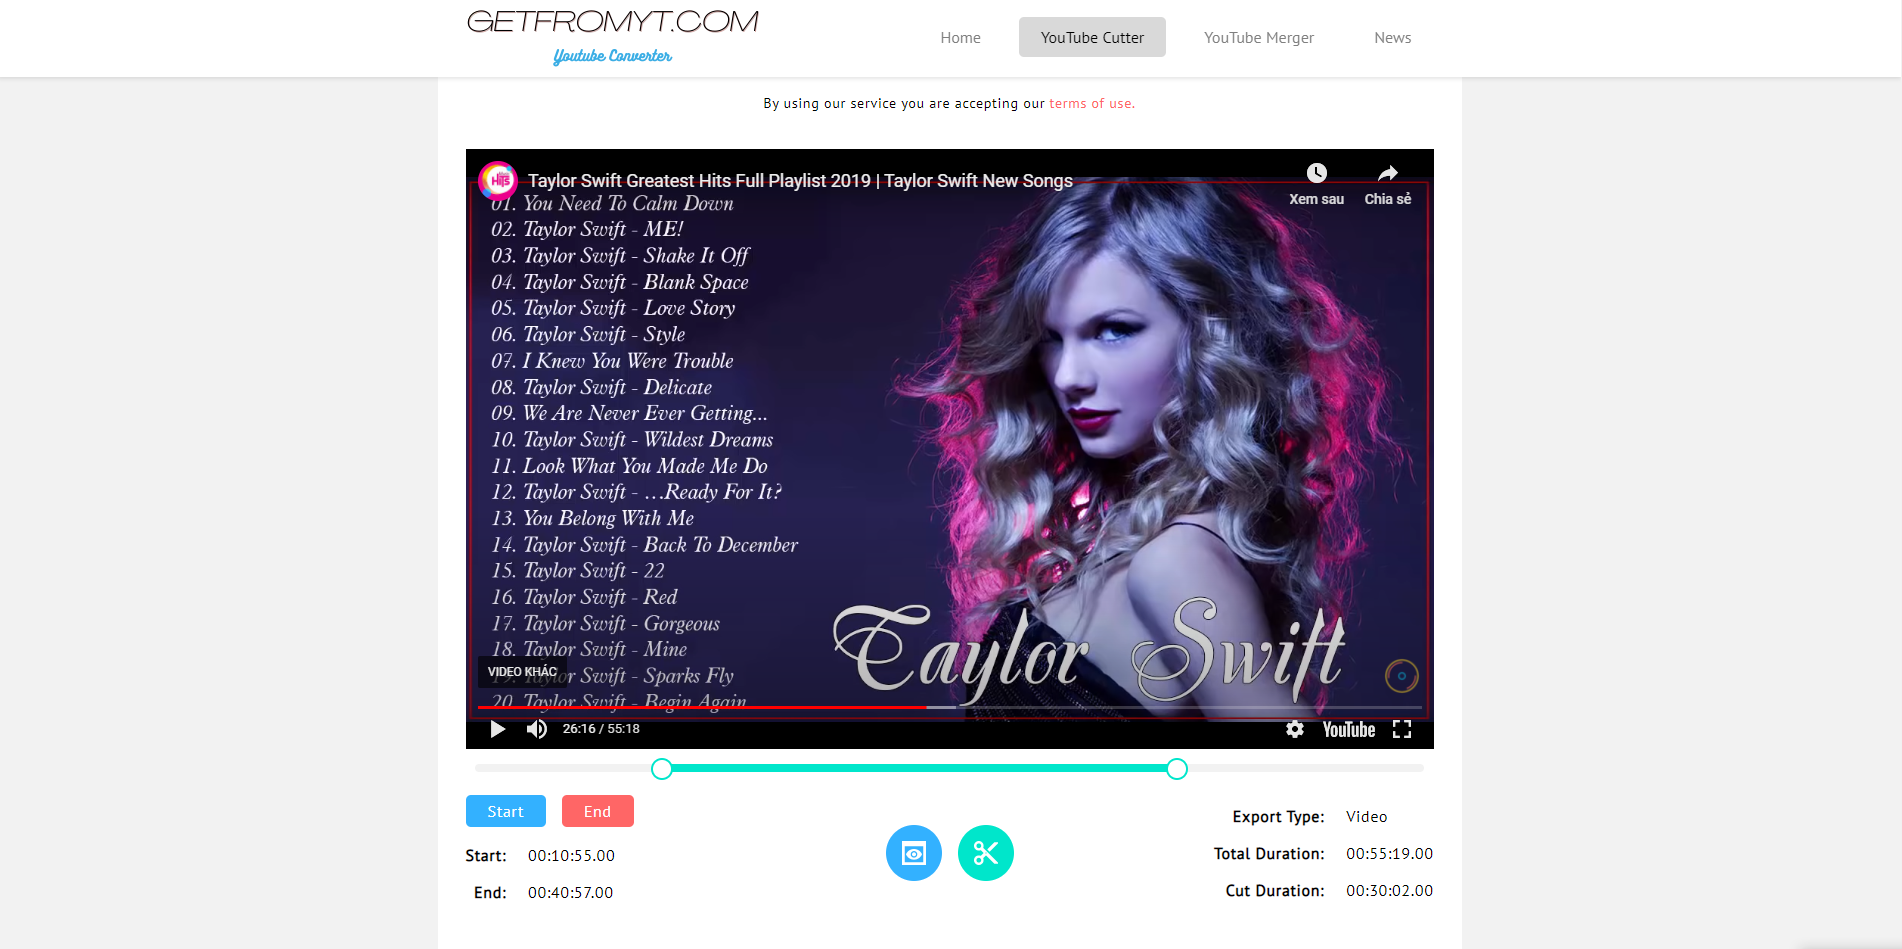 GETFROMYT.COM
Youtube Converter
Home
YouTube Cutter
YouTube Merger
News
By using our service you are accepting our terms of use.
HITS
Taylor Swift Greatest Hits Full Playlist 2019 | Taylor Swift New Songs
Xem sau
Chia sẻ
01. You Need To Calm Down
02. Taylor Swift - ME!
03. Taylor Swift - Shake It Off
04. Taylor Swift - Blank Space
05. Taylor Swift - Love Story
06. Taylor Swift - Style
07. I Knew You Were Trouble
08. Taylor Swift - Delicate
09. We Are Never Ever Getting...
10. Taylor Swift - Wildest Dreams
11. Look What You Made Me Do
12. Taylor Swift - ...Ready For It?
13. You Belong With Me
14. Taylor Swift - Back To December
15. Taylor Swift - 22
16. Taylor Swift - Red
17. Taylor Swift - Gorgeous
18. Taylor Swift - Mine
19. Taylor Swift - Sparks Fly
20. Taylor Swift - Begin Again
VIDEO KHÁC
Taylor Swift
26:16 / 55:18
YouTube
Start
End
Start: 00:10:55.00
End: 00:40:57.00
Export Type: Video
Total Duration: 00:55:19.00
Cut Duration: 00:30:02.00